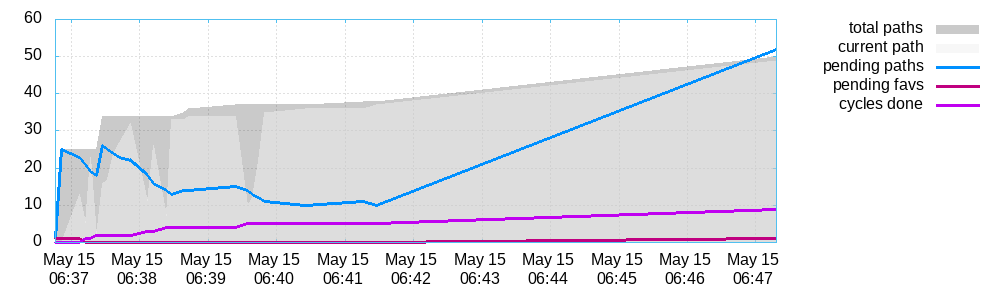 60
50
40
30
20
10
0
May 15 May 15 May 15 May 15 May 15 May 15 May 15 May 15 May 15 May 15 May 15
06:37 06:38 06:39 06:40 06:41 06:42 06:43 06:44 06:45 06:46 06:47
total paths
current path
pending paths
pending favs
cycles done